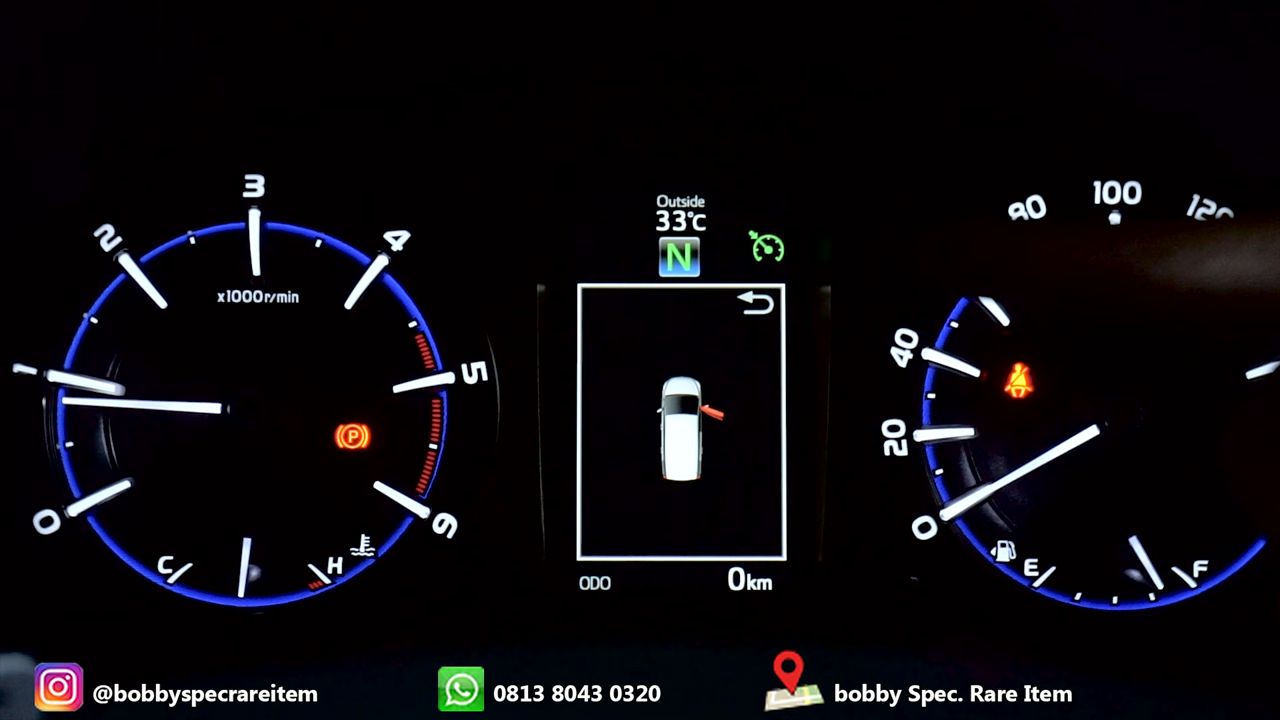 3
2
4
x1000r/min
1
5
P
0
6
C
H
Outside
33°C
N
ODO
0km
80
100
120
40
20
0
E
F
@bobbyspecrareitem
0813 8043 0320
bobby Spec. Rare Item